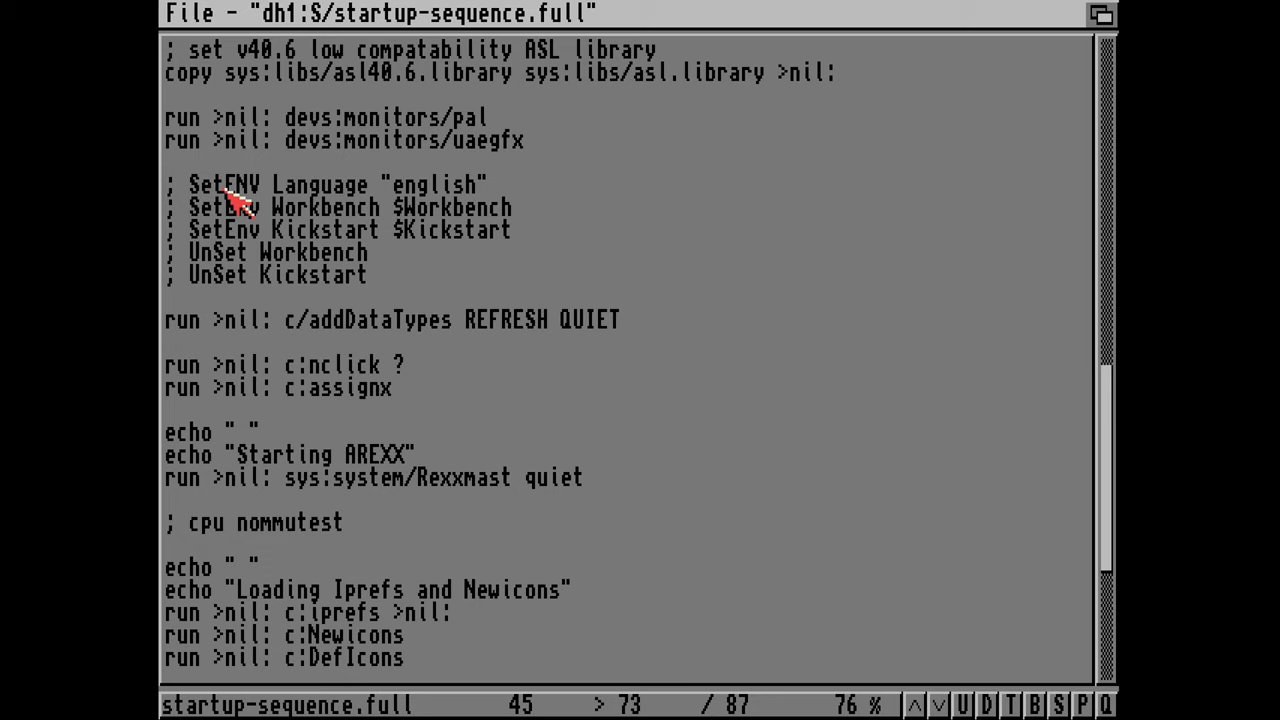 File - "dh1:S/startup-sequence.full"
; set v40.6 low compatability ASL library
copy sys:libs/asl40.6.library sys:libs/asl.library >nil:
run >nil: devs:monitors/pal
run >nil: devs:monitors/uaegfx
; SetENV Language "english"
; SetEnv Workbench $Workbench
; SetEnv Kickstart $Kickstart
; UnSet Workbench
; UnSet Kickstart
run >nil: c/addDataTypes REFRESH QUIET
run >nil: c:nclick ?
run >nil: c:assignx
echo " "
echo "Starting AREXX"
run >nil: sys:system/Rexxmast quiet
; cpu nommutest
echo " "
echo "Loading Iprefs and Newicons"
run >nil: c:iprefs >nil:
run >nil: c:Newicons
run >nil: c:DefIcons
startup-sequence.full 45 > 73 / 87 76 % ^ v U D T B S P Q